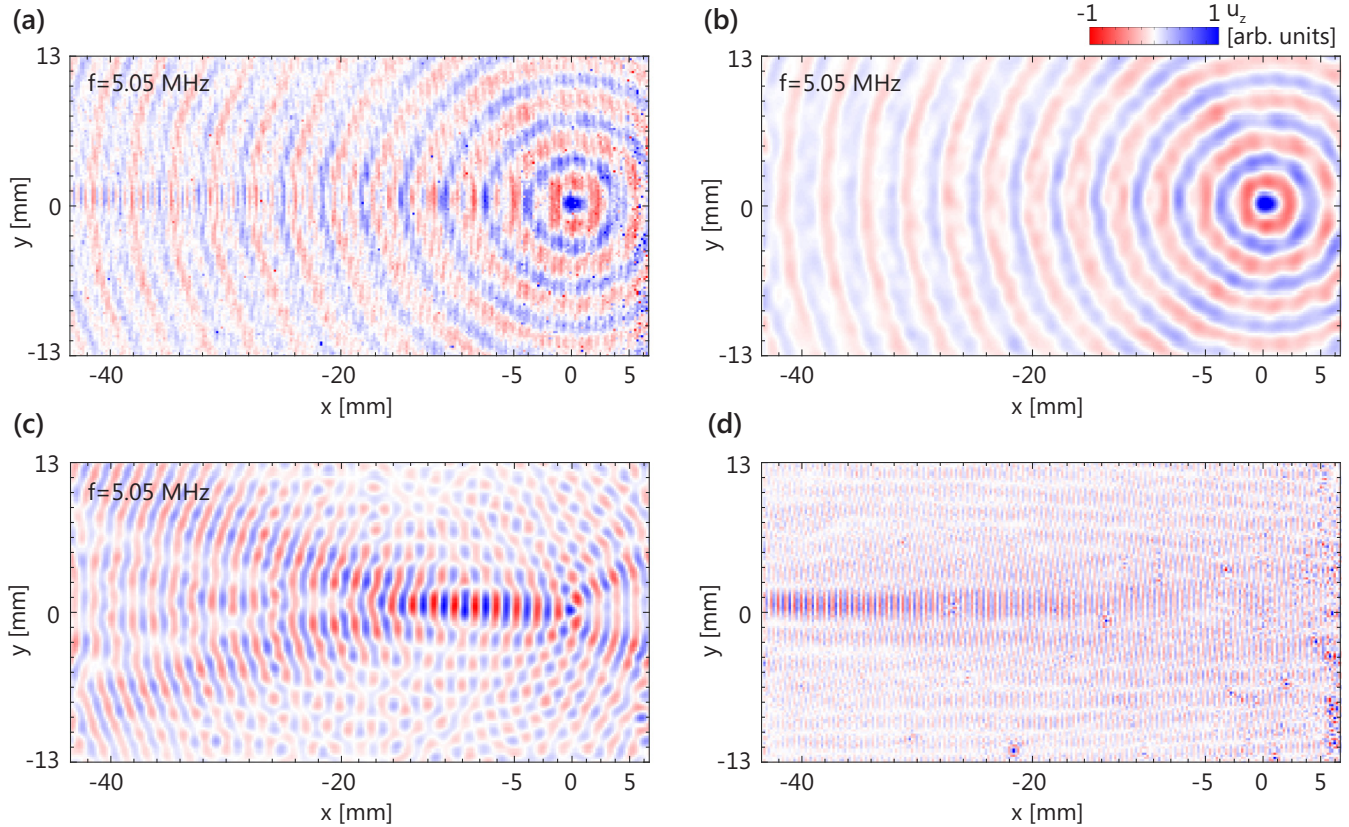 (a)
(b)
-1 1 u_z
[arb. units]
13
f=5.05 MHz
y [mm]
0
-13
-40 -20 -5 0 5
x [mm]
13
f=5.05 MHz
y [mm]
0
-13
-40 -20 -5 0 5
x [mm]
(c)
(d)
13
f=5.05 MHz
y [mm]
0
-13
-40 -20 -5 0 5
x [mm]
13
y [mm]
0
-13
-40 -20 -5 0 5
x [mm]